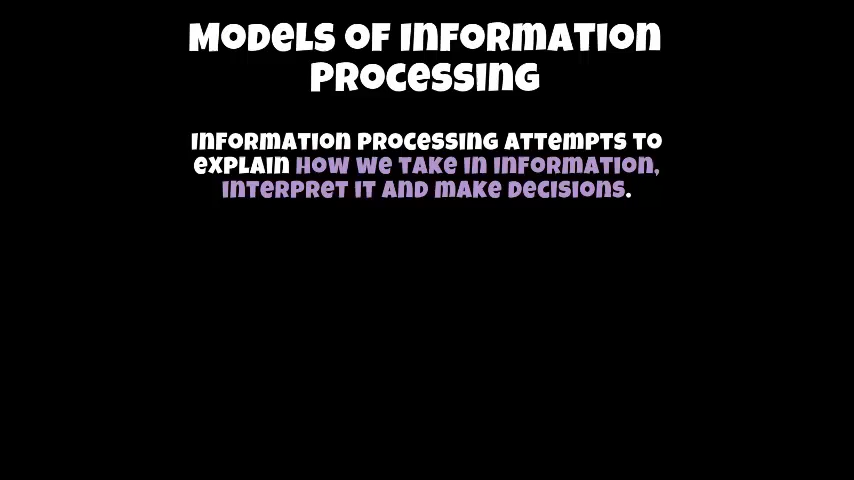 Models of Information
Processing
Information processing attempts to
explain how we take in information,
interpret it and make decisions.